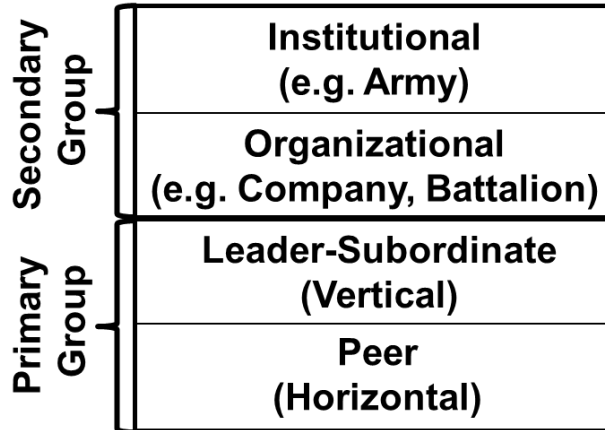 Secondary
Group
Institutional
(e.g. Army)
Organizational
(e.g. Company, Battalion)
Primary
Group
Leader-Subordinate
(Vertical)
Peer
(Horizontal)